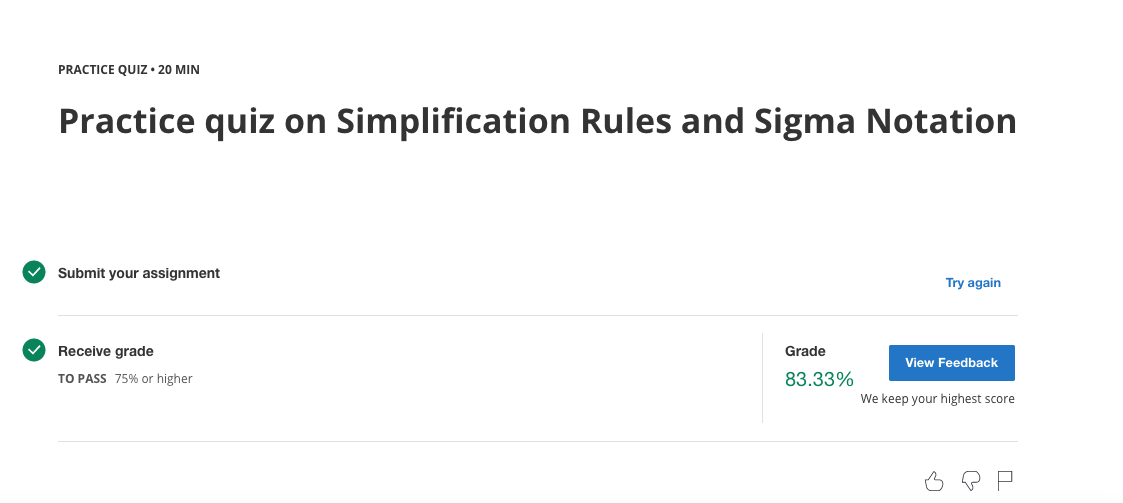 PRACTICE QUIZ • 20 MIN
Practice quiz on Simplification Rules and Sigma Notation
Submit your assignment
Try again
Receive grade
TO PASS 75% or higher
Grade
83.33%
View Feedback
We keep your highest score